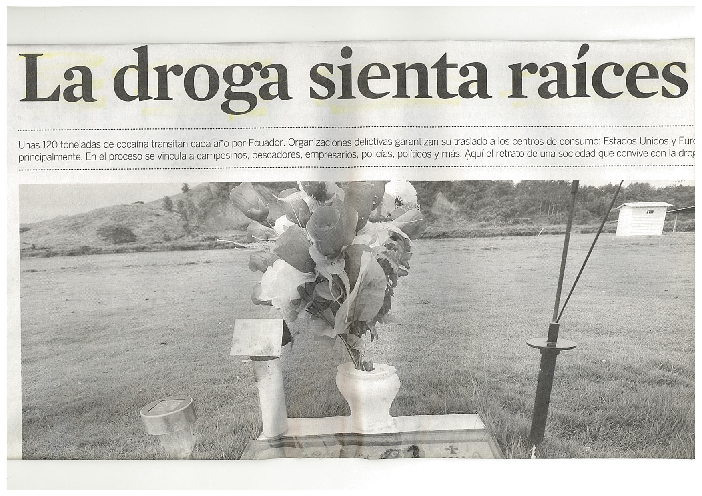 La droga sienta raíces
Unas 120 toneladas de cocaína transitan cada año por Ecuador. Organizaciones delictivas garantizan su traslado a los centros de consumo: Estados Unidos y Euro
principalmente. En el proceso se vincula a campesinos, pescadores, empresarios, policías, políticos y más. Aquí el retrato de una sociedad que convive con la drog